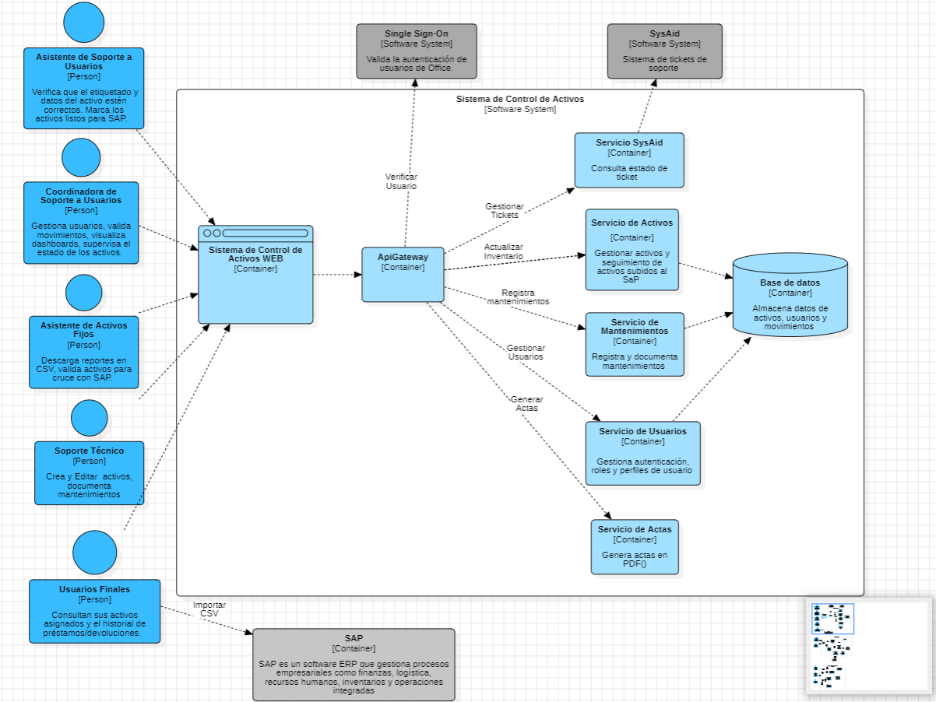 Asistente de Soporte a
Usuarios
[Person]
Verifica que el etiquetado y
datos del activo estén
correctos. Marca los
activos listos para SAP.
Coordinadora de
Soporte a Usuarios
[Person]
Gestiona usuarios, valida
movimientos, visualiza
dashboards, supervisa el
estado de los activos.
Asistente de Activos
Fijos
[Person]
Descarga reportes en
CSV, valida activos para
cruce con SAP.
Soporte Técnico
[Person]
Crea y Editar activos,
documenta
mantenimientos
Usuarios Finales
[Person]
Consultan sus activos
asignados y el historial de
préstamos/devoluciones.
Single Sign-On
[Software System]
Valida la autenticación de
usuarios de Office.
SysAid
[Software System]
Sistema de tickets de
soporte
Sistema de Control de Activos
[Software System]
Sistema de Control de
Activos WEB
[Container]
ApiGateway
[Container]
Verificar
Usuario
Gestionar
Tickets
Actualizar
Inventario
Registra
mantenimientos
Gestionar
Usuarios
Generar
Actas
Servicio SysAid
[Container]
Consulta estado de
ticket
Servicio de Activos
[Container]
Gestionar activos y
seguimiento de
activos subidos al
SaP
Servicio de
Mantenimientos
[Container]
Registra y documenta
mantenimientos
Servicio de Usuarios
[Container]
Gestiona autenticación,
roles y perfiles de usuario
Servicio de Actas
[Container]
Genera actas en
PDF()
Base de datos
[Container]
Almacena datos de
activos, usuarios y
movimientos
Importar
CSV
SAP
[Container]
SAP es un software ERP que gestiona procesos
empresariales como finanzas, logística,
recursos humanos, inventarios y operaciones
integradas